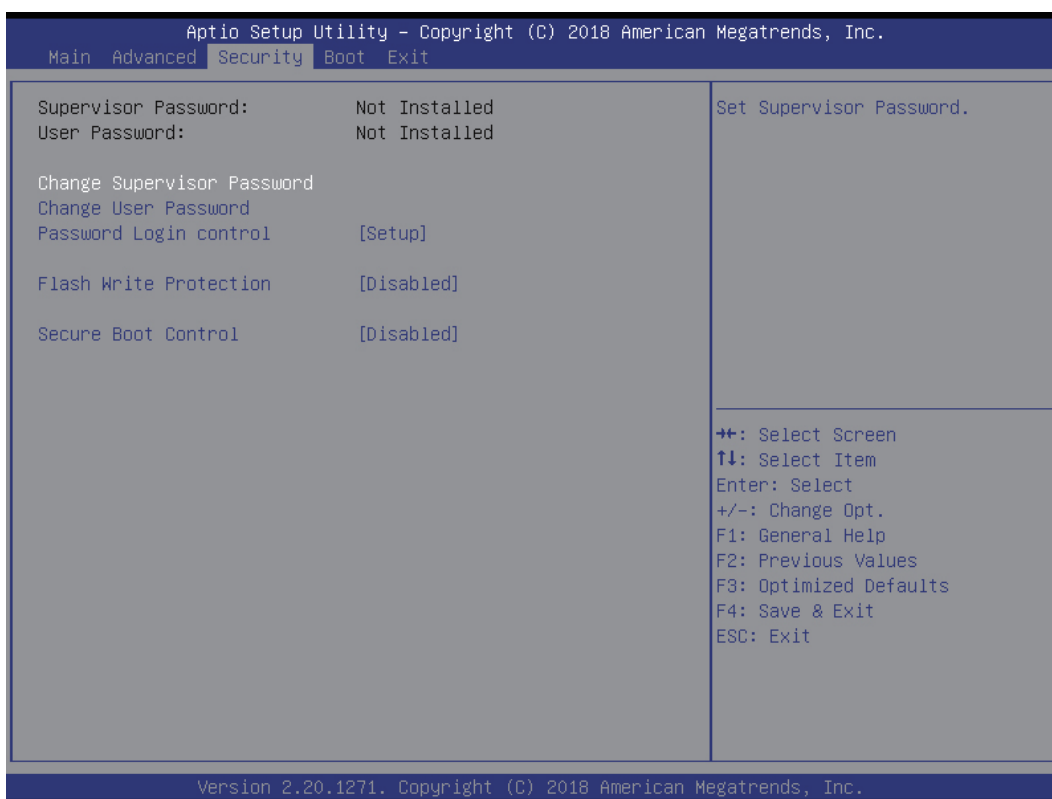 Aptio Setup Utility – Copyright (C) 2018 American Megatrends, Inc.
Main Advanced Security Boot Exit
Supervisor Password: Not Installed
User Password: Not Installed
Change Supervisor Password
Change User Password
Password Login control [Setup]
Flash Write Protection [Disabled]
Secure Boot Control [Disabled]
Set Supervisor Password.
→←: Select Screen
↑↓: Select Item
Enter: Select
+/-: Change Opt.
F1: General Help
F2: Previous Values
F3: Optimized Defaults
F4: Save & Exit
ESC: Exit
Version 2.20.1271. Copyright (C) 2018 American Megatrends, Inc.